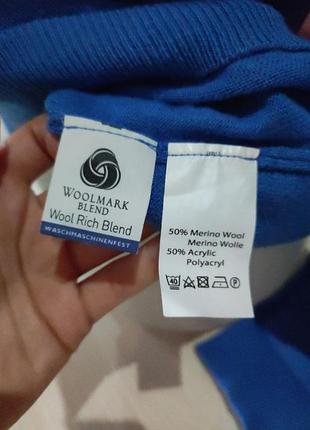 WOOLMARK
BLEND
Wool Rich Blend
WASCHMASCHINENFEST
50% Merino Wool
Merino Wolle
50% Acrylic
Polyacryl
40 P